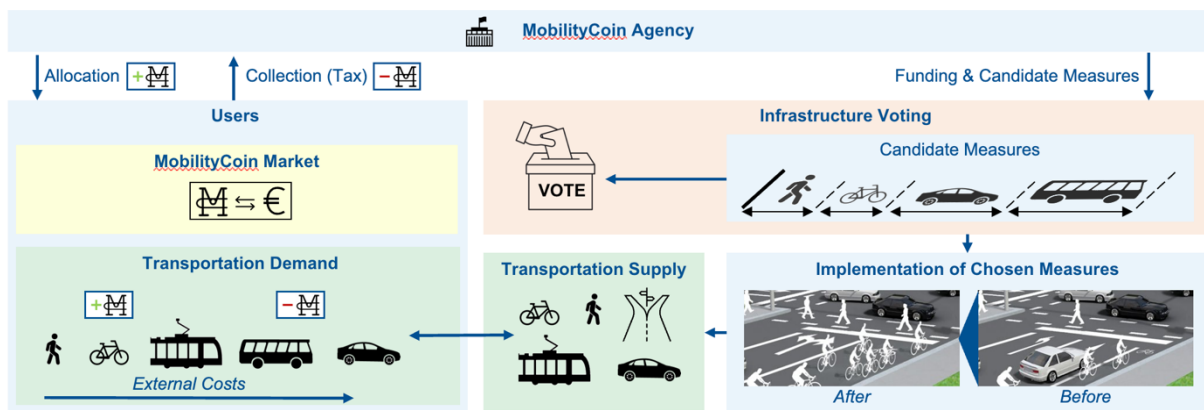 MobilityCoin Agency
Allocation
+
Collection (Tax)
-
Funding & Candidate Measures
Users
Infrastructure Voting
MobilityCoin Market
€
Candidate Measures
VOTE
Transportation Demand
+
-
External Costs
Transportation Supply
Implementation of Chosen Measures
After
Before